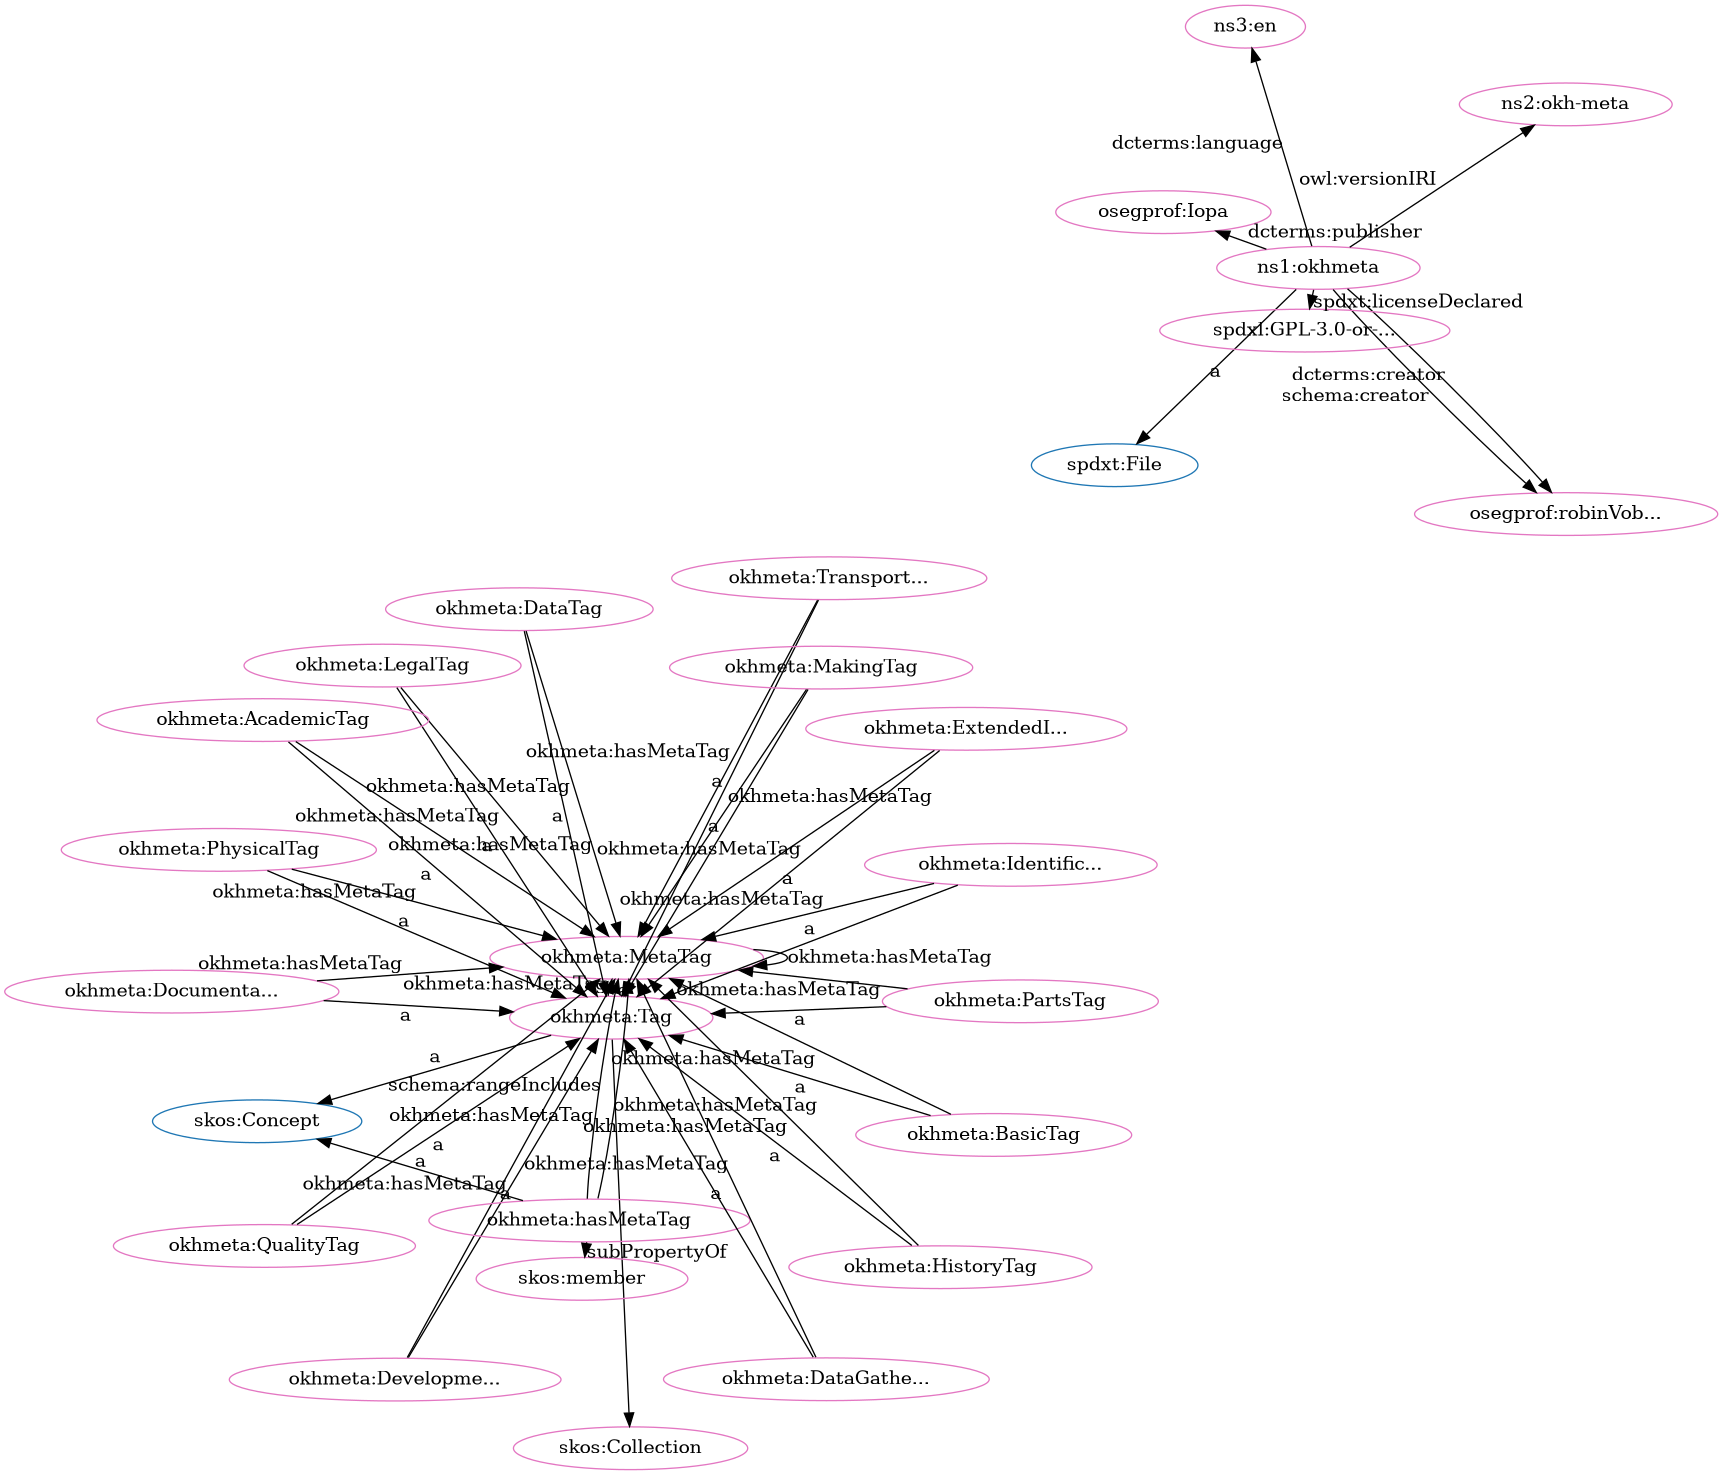 ns3:en
ns2:okh-meta
dcterms:language
owl:versionIRI
osegprof:Iopa
dcterms:publisher
ns1:okhmeta
spdxt:licenseDeclared
spdxl:GPL-3.0-or-...
a
dcterms:creator
schema:creator
spdxt:File
osegprof:robinVob...
okhmeta:Transport...
okhmeta:DataTag
okhmeta:LegalTag
okhmeta:MakingTag
okhmeta:AcademicTag
okhmeta:ExtendedI...
okhmeta:hasMetaTag
a
okhmeta:hasMetaTag
okhmeta:hasMetaTag
okhmeta:hasMetaTag
a
a
okhmeta:hasMetaTag
a
okhmeta:PhysicalTag
okhmeta:hasMetaTag
okhmeta:Identific...
a
a
okhmeta:hasMetaTag
okhmeta:hasMetaTag
a
a
okhmeta:MetaTag
okhmeta:hasMetaTag
okhmeta:hasMetaTag
okhmeta:hasMetaTag
okhmeta:Documenta...
okhmeta:hasMetaTag
okhmeta:PartsTag
a
okhmeta:Tag
a
a
okhmeta:hasMetaTag
schema:rangeIncludes
a
okhmeta:hasMetaTag
okhmeta:hasMetaTag
skos:Concept
okhmeta:hasMetaTag
okhmeta:BasicTag
a
a
a
okhmeta:hasMetaTag
okhmeta:hasMetaTag
a
a
okhmeta:hasMetaTag
okhmeta:QualityTag
subPropertyOf
okhmeta:HistoryTag
skos:member
okhmeta:Developme...
okhmeta:DataGathe...
skos:Collection